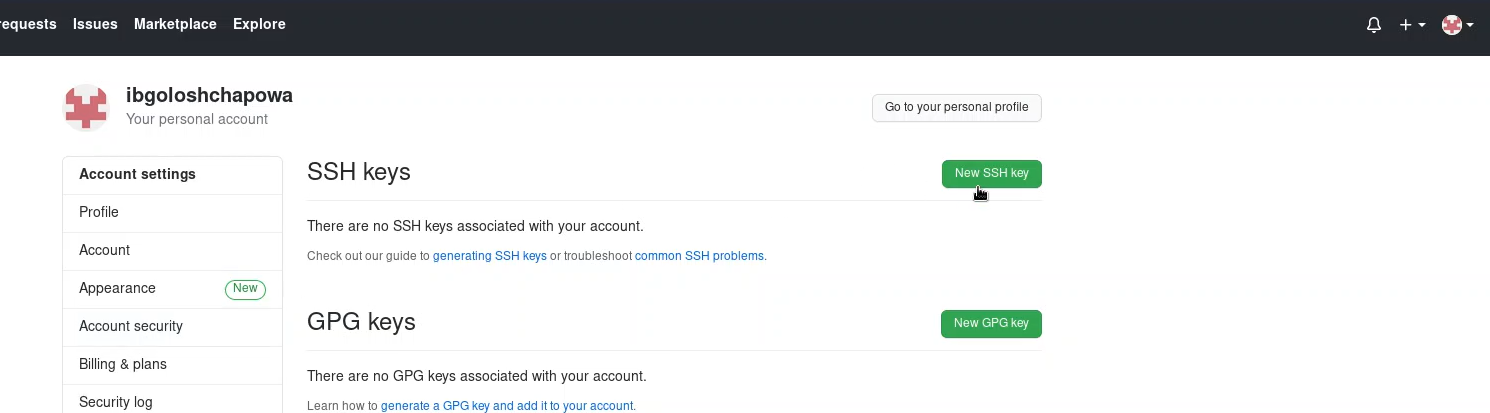 requests Issues Marketplace Explore
ibgoloshchapowa
Your personal account
Go to your personal profile
Account settings
Profile
Account
Appearance New
Account security
Billing & plans
Security log
SSH keys
New SSH key
There are no SSH keys associated with your account.
Check out our guide to generating SSH keys or troubleshoot common SSH problems.
GPG keys
New GPG key
There are no GPG keys associated with your account.
Learn how to generate a GPG key and add it to your account.